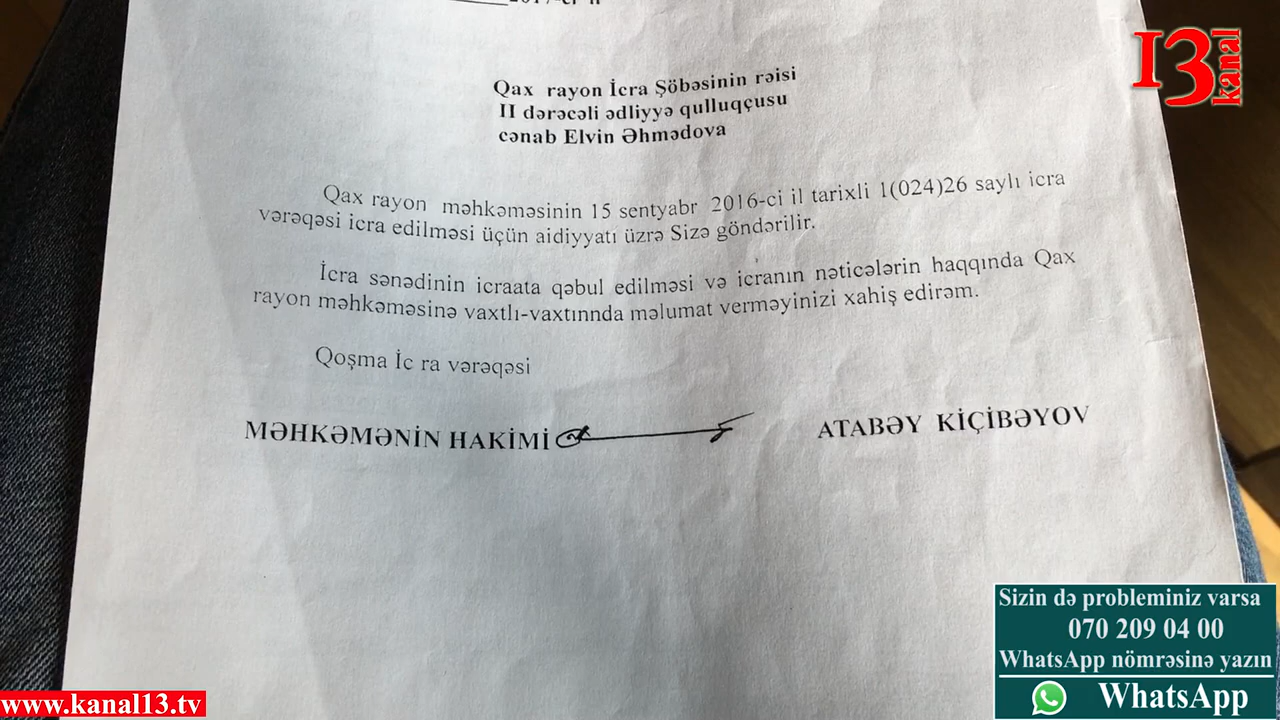 13 kanal
Qax rayon İcra Şöbəsinin rəisi
II dərəcəli ədliyyə qulluqçusu
cənab Elvin Əhmədova
Qax rayon məhkəməsinin 15 sentyabr 2016-ci il tarixli 1(024)26 saylı icra
vərəqəsi icra edilməsi üçün aidiyyatı üzrə Sizə göndərilir.
İcra sənədinin icraata qəbul edilməsi və icranın nəticələrin haqqında Qax
rayon məhkəməsinə vaxtlı-vaxtınnda məlumat verməyinizi xahiş edirəm.
Qoşma İc ra vərəqəsi
MƏHKƏMƏNİN HAKİMİ ATABƏY KİÇİBƏYOV
Sizin də probleminiz varsa
070 209 04 00
WhatsApp nömrəsinə yazın
WhatsApp
www.kanal13.tv